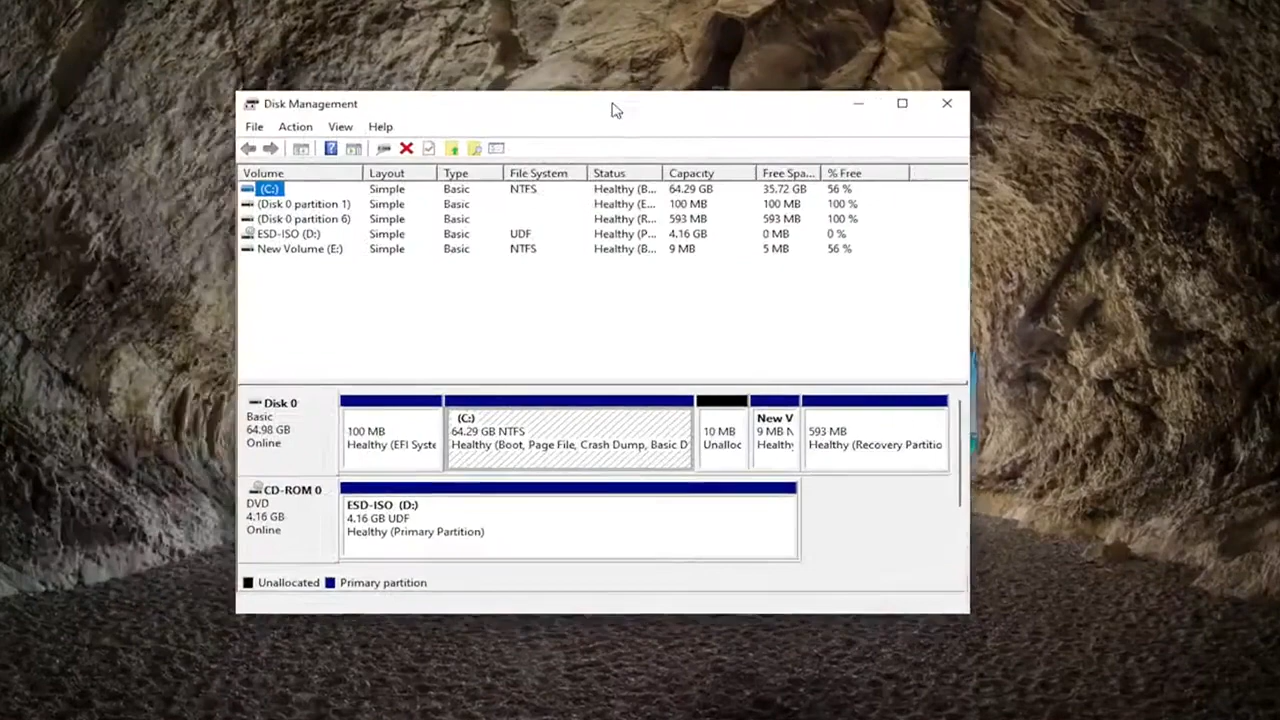 Disk Management
File Action View Help
Volume Layout Type File System Status Capacity Free Spa... % Free
(C:) Simple Basic NTFS Healthy (B... 64.29 GB 35.72 GB 56 %
(Disk 0 partition 1) Simple Basic Healthy (E... 100 MB 100 MB 100 %
(Disk 0 partition 6) Simple Basic Healthy (R... 593 MB 593 MB 100 %
ESD-ISO (D:) Simple Basic UDF Healthy (P... 4.16 GB 0 MB 0 %
New Volume (E:) Simple Basic NTFS Healthy (B... 9 MB 5 MB 56 %
Disk 0
Basic
64.98 GB
Online
100 MB
Healthy (EFI Syste
(C:)
64.29 GB NTFS
Healthy (Boot, Page File, Crash Dump, Basic D
10 MB
Unalloc
New V
9 MB N
Healthy
593 MB
Healthy (Recovery Partitio
CD-ROM 0
DVD
4.16 GB
Online
ESD-ISO (D:)
4.16 GB UDF
Healthy (Primary Partition)
Unallocated Primary partition